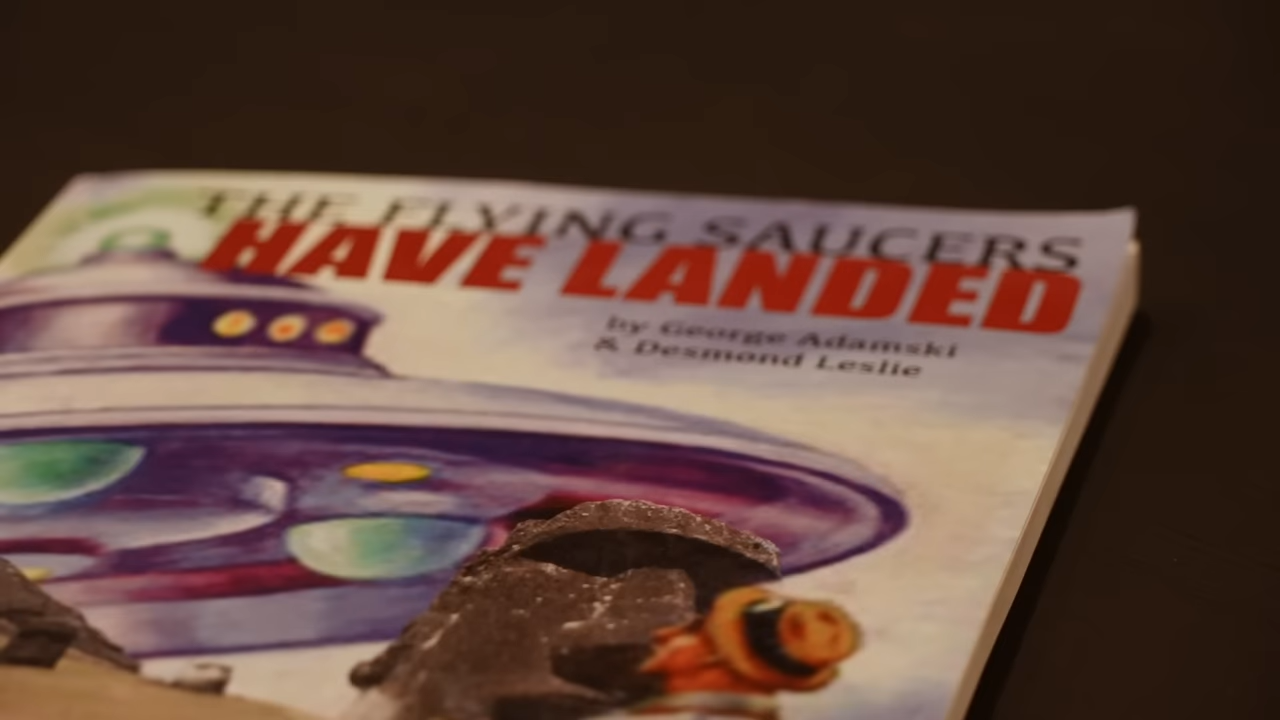 THE FLYING SAUCERS
HAVE LANDED
by George Adamski
& Desmond Leslie